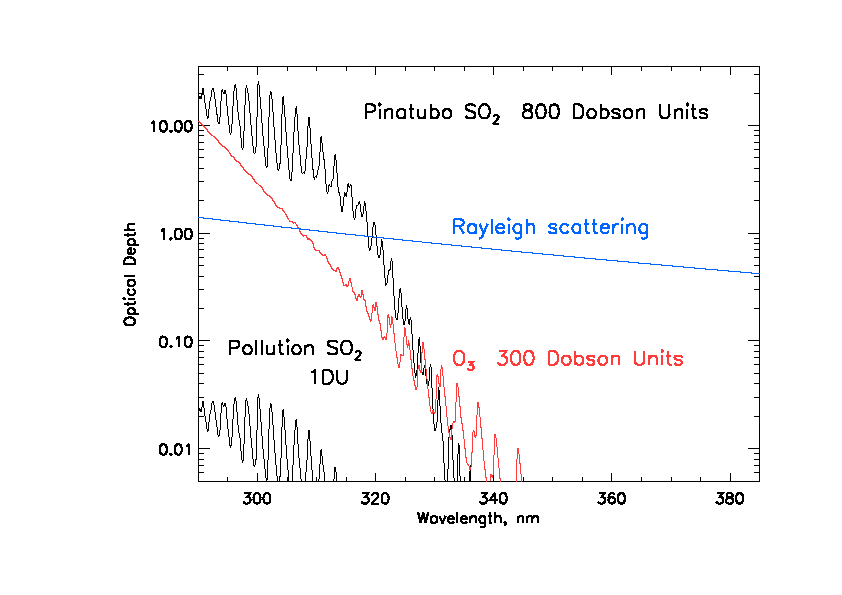 Pinatubo SO2 800 Dobson Units
10.00
Rayleigh scattering
1.00
Optical Depth
0.10
Pollution SO2
1DU
O3 300 Dobson Units
0.01
300 320 340 360 380
Wavelength, nm